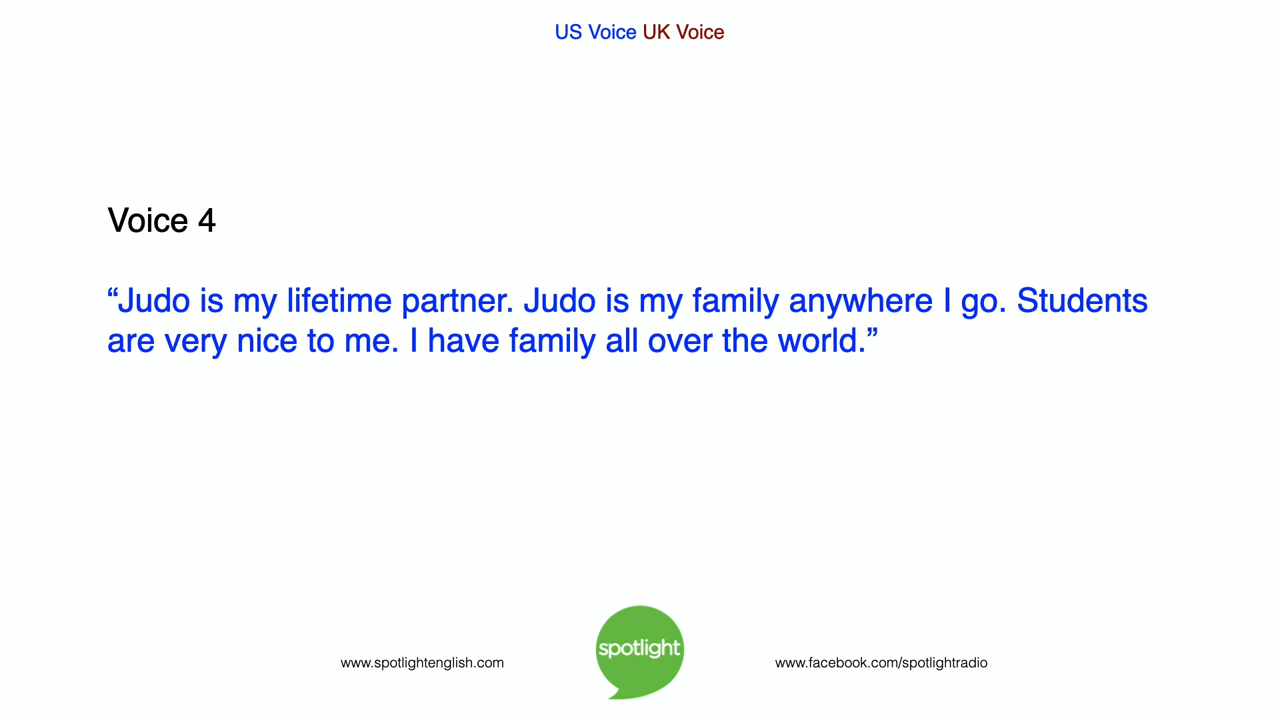 US Voice UK Voice
Voice 4
“Judo is my lifetime partner. Judo is my family anywhere I go. Students
are very nice to me. I have family all over the world.”
www.spotlightenglish.com
spotlight
www.facebook.com/spotlightradio